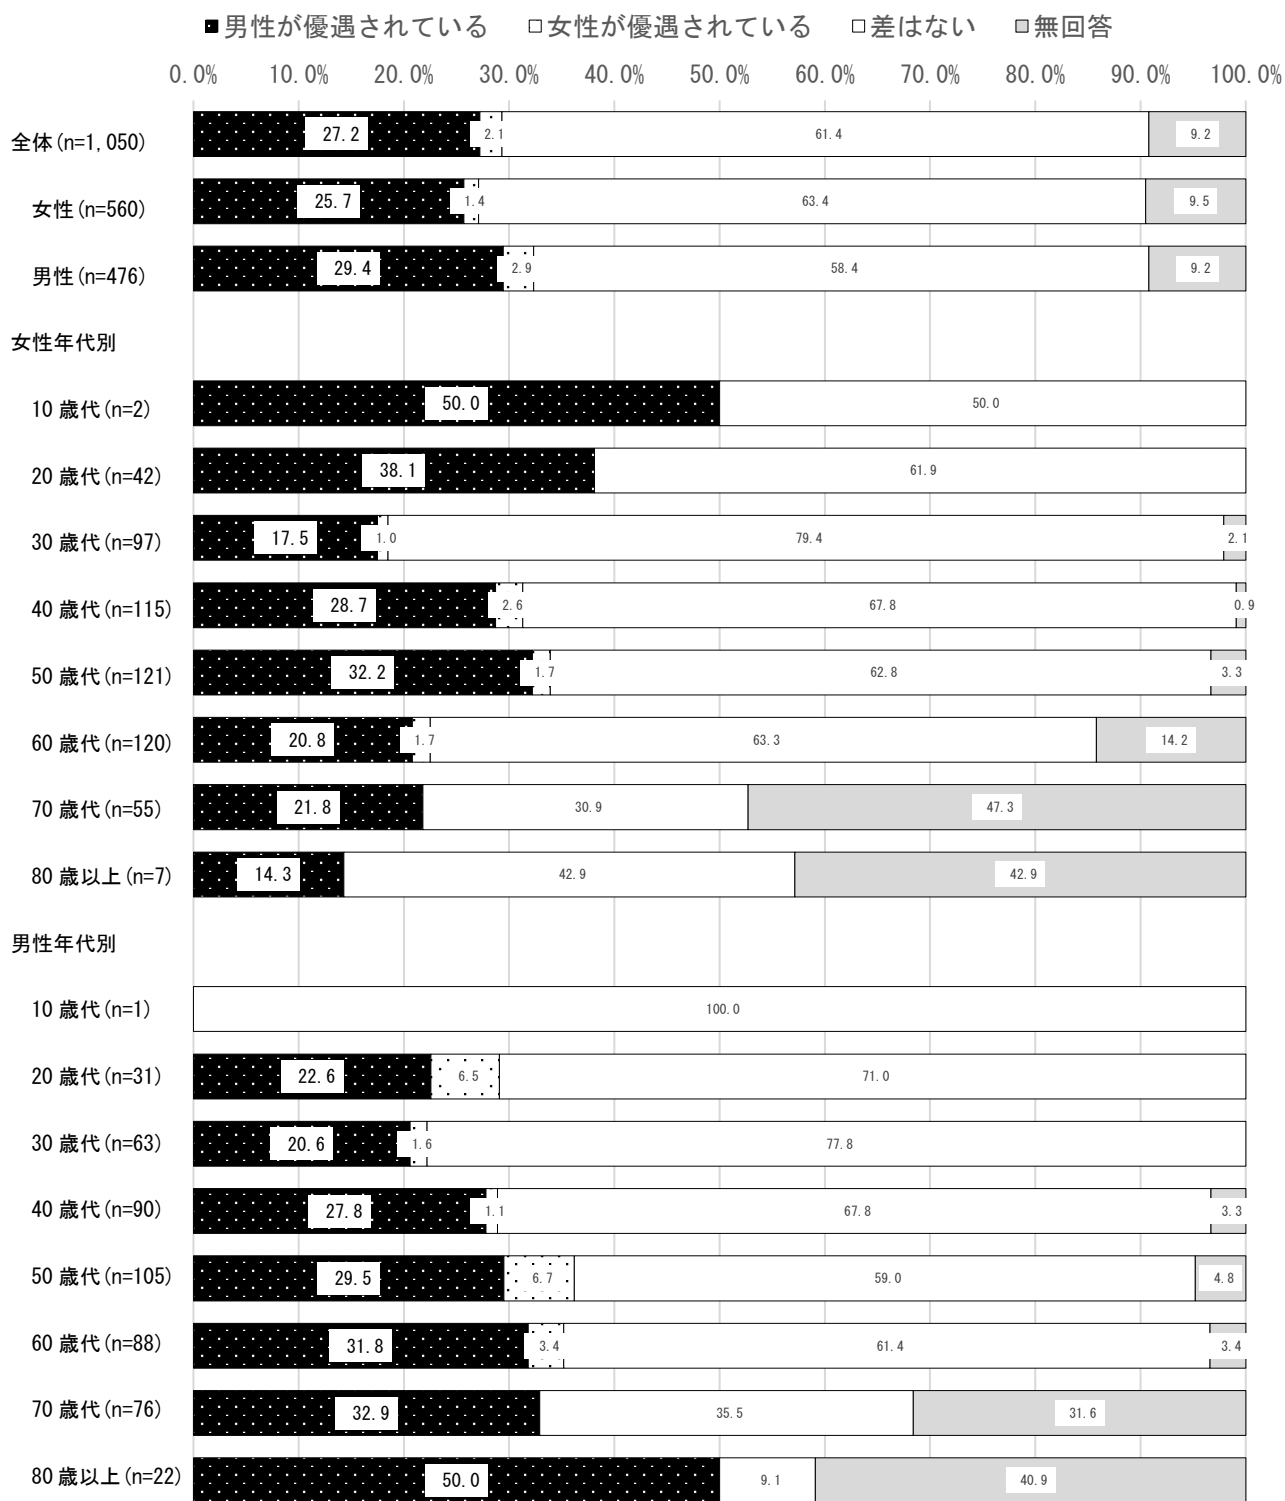 ■男性が優遇されている □女性が優遇されている □差はない □無回答
0.0% 10.0% 20.0% 30.0% 40.0% 50.0% 60.0% 70.0% 80.0% 90.0% 100.0%
全体(n=1,050) 27.2 2.1 61.4 9.2
女性(n=560) 25.7 1.4 63.4 9.5
男性(n=476) 29.4 2.9 58.4 9.2
女性年代別
10歳代(n=2) 50.0 50.0
20歳代(n=42) 38.1 61.9
30歳代(n=97) 17.5 1.0 79.4 2.1
40歳代(n=115) 28.7 2.6 67.8 0.9
50歳代(n=121) 32.2 1.7 62.8 3.3
60歳代(n=120) 20.8 1.7 63.3 14.2
70歳代(n=55) 21.8 30.9 47.3
80歳以上(n=7) 14.3 42.9 42.9
男性年代別
10歳代(n=1) 100.0
20歳代(n=31) 22.6 6.5 71.0
30歳代(n=63) 20.6 1.6 77.8
40歳代(n=90) 27.8 1.1 67.8 3.3
50歳代(n=105) 29.5 6.7 59.0 4.8
60歳代(n=88) 31.8 3.4 61.4 3.4
70歳代(n=76) 32.9 35.5 31.6
80歳以上(n=22) 50.0 9.1 40.9